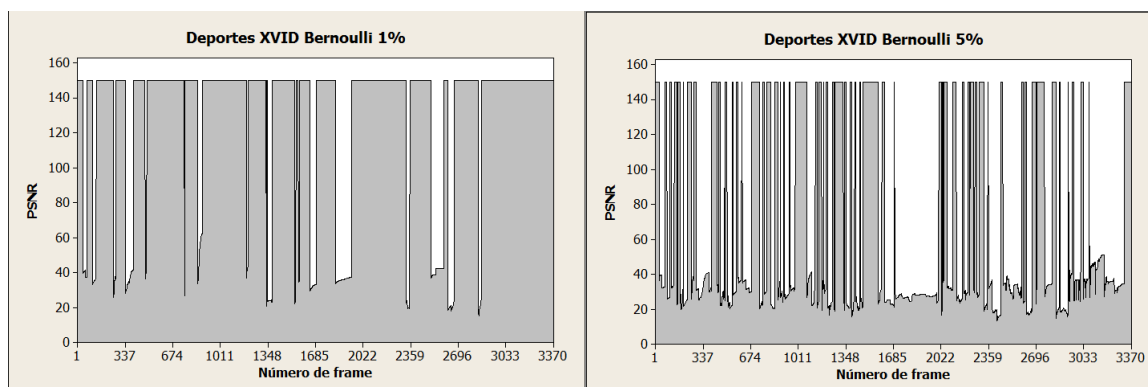 Deportes XVID Bernoulli 1%
160
140
120
100
80
60
40
20
0
PSNR
1 337 674 1011 1348 1685 2022 2359 2696 3033 3370
Número de frame
Deportes XVID Bernoulli 5%
160
140
120
100
80
60
40
20
0
PSNR
1 337 674 1011 1348 1685 2022 2359 2696 3033 3370
Número de frame